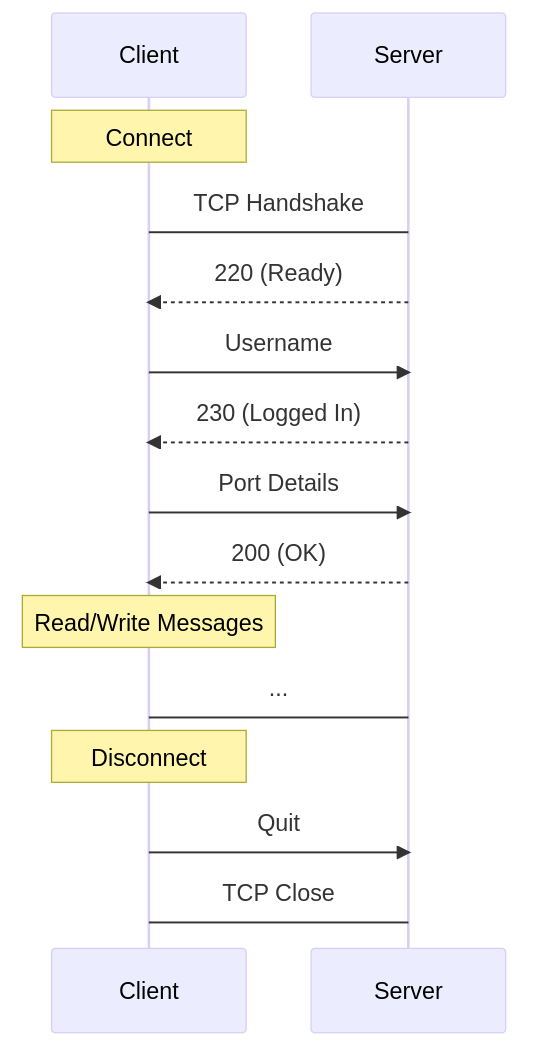 Client
Server
Connect
TCP Handshake
220 (Ready)
Username
230 (Logged In)
Port Details
200 (OK)
Read/Write Messages
...
Disconnect
Quit
TCP Close
Client
Server